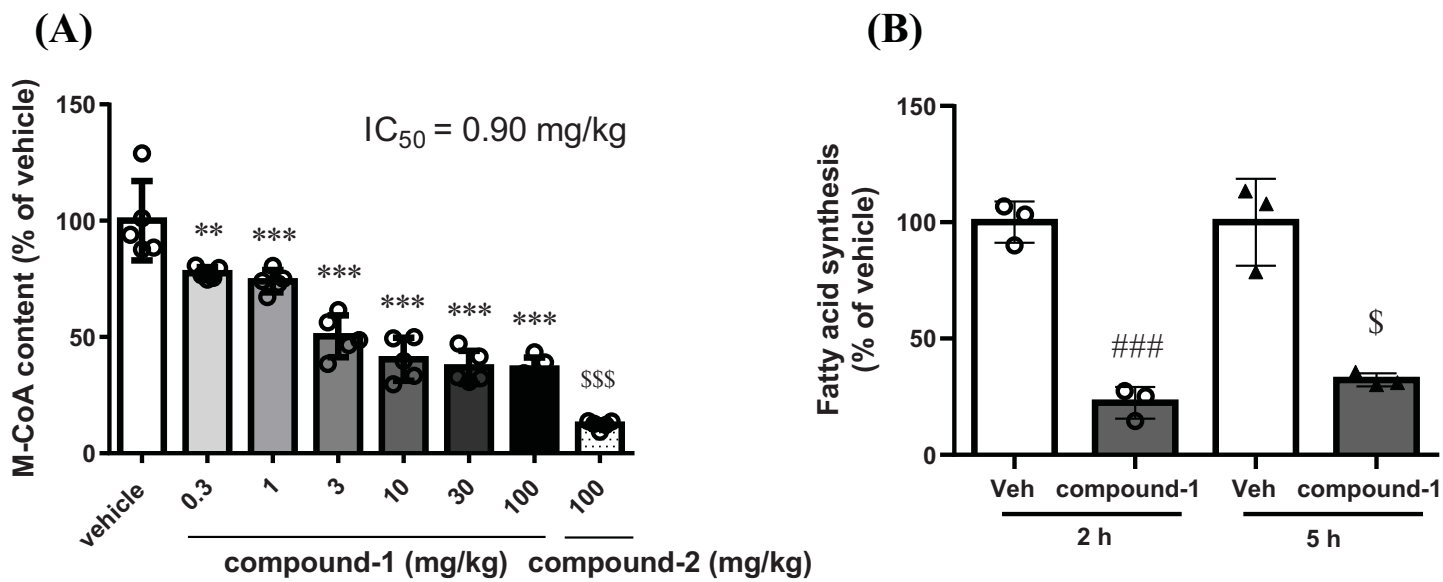 (A)
M-CoA content (% of vehicle)
150
100
50
0
IC50 = 0.90 mg/kg
**
***
***
***
***
***
$$$
vehicle
0.3
1
3
10
30
100
100
compound-1 (mg/kg)
compound-2 (mg/kg)
(B)
Fatty acid synthesis
(% of vehicle)
150
100
50
0
###
$
Veh
compound-1
Veh
compound-1
2 h
5 h